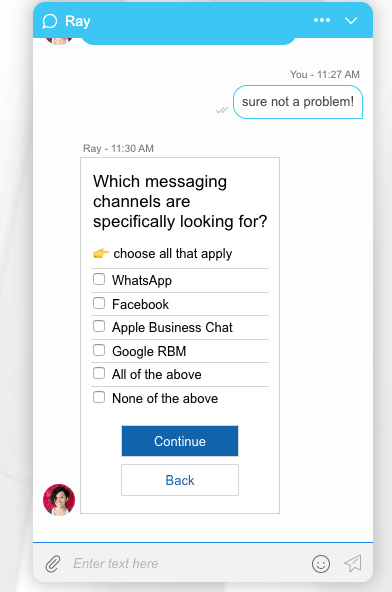 Ray
You - 11:27 AM
sure not a problem!
Ray - 11:30 AM
Which messaging
channels are
specifically looking for?
👉 choose all that apply
WhatsApp
Facebook
Apple Business Chat
Google RBM
All of the above
None of the above
Continue
Back
Enter text here